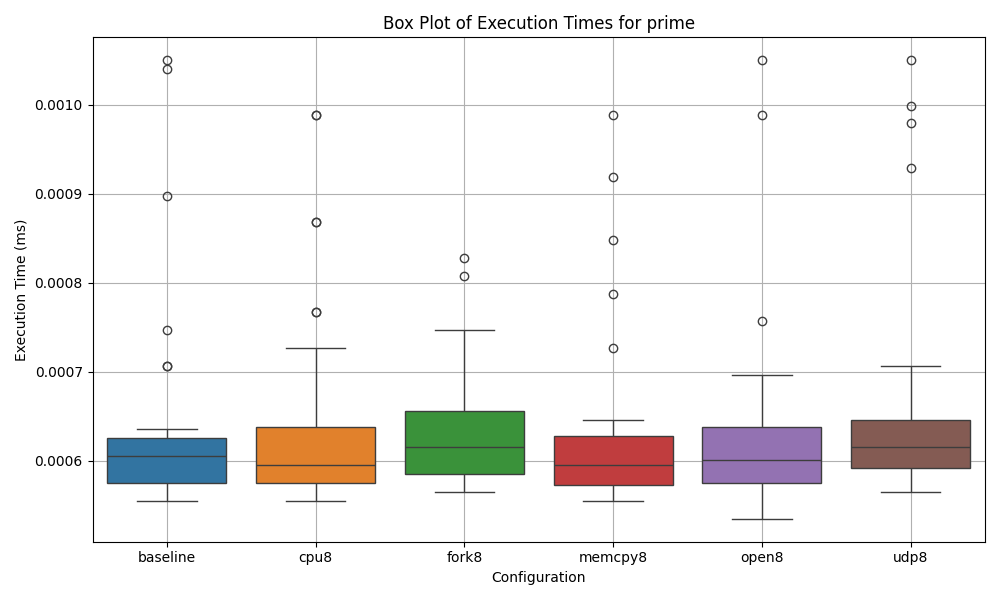 Box Plot of Execution Times for prime
Execution Time (ms)
0.0010
0.0009
0.0008
0.0007
0.0006
baseline cpu8 fork8 memcpy8 open8 udp8
Configuration